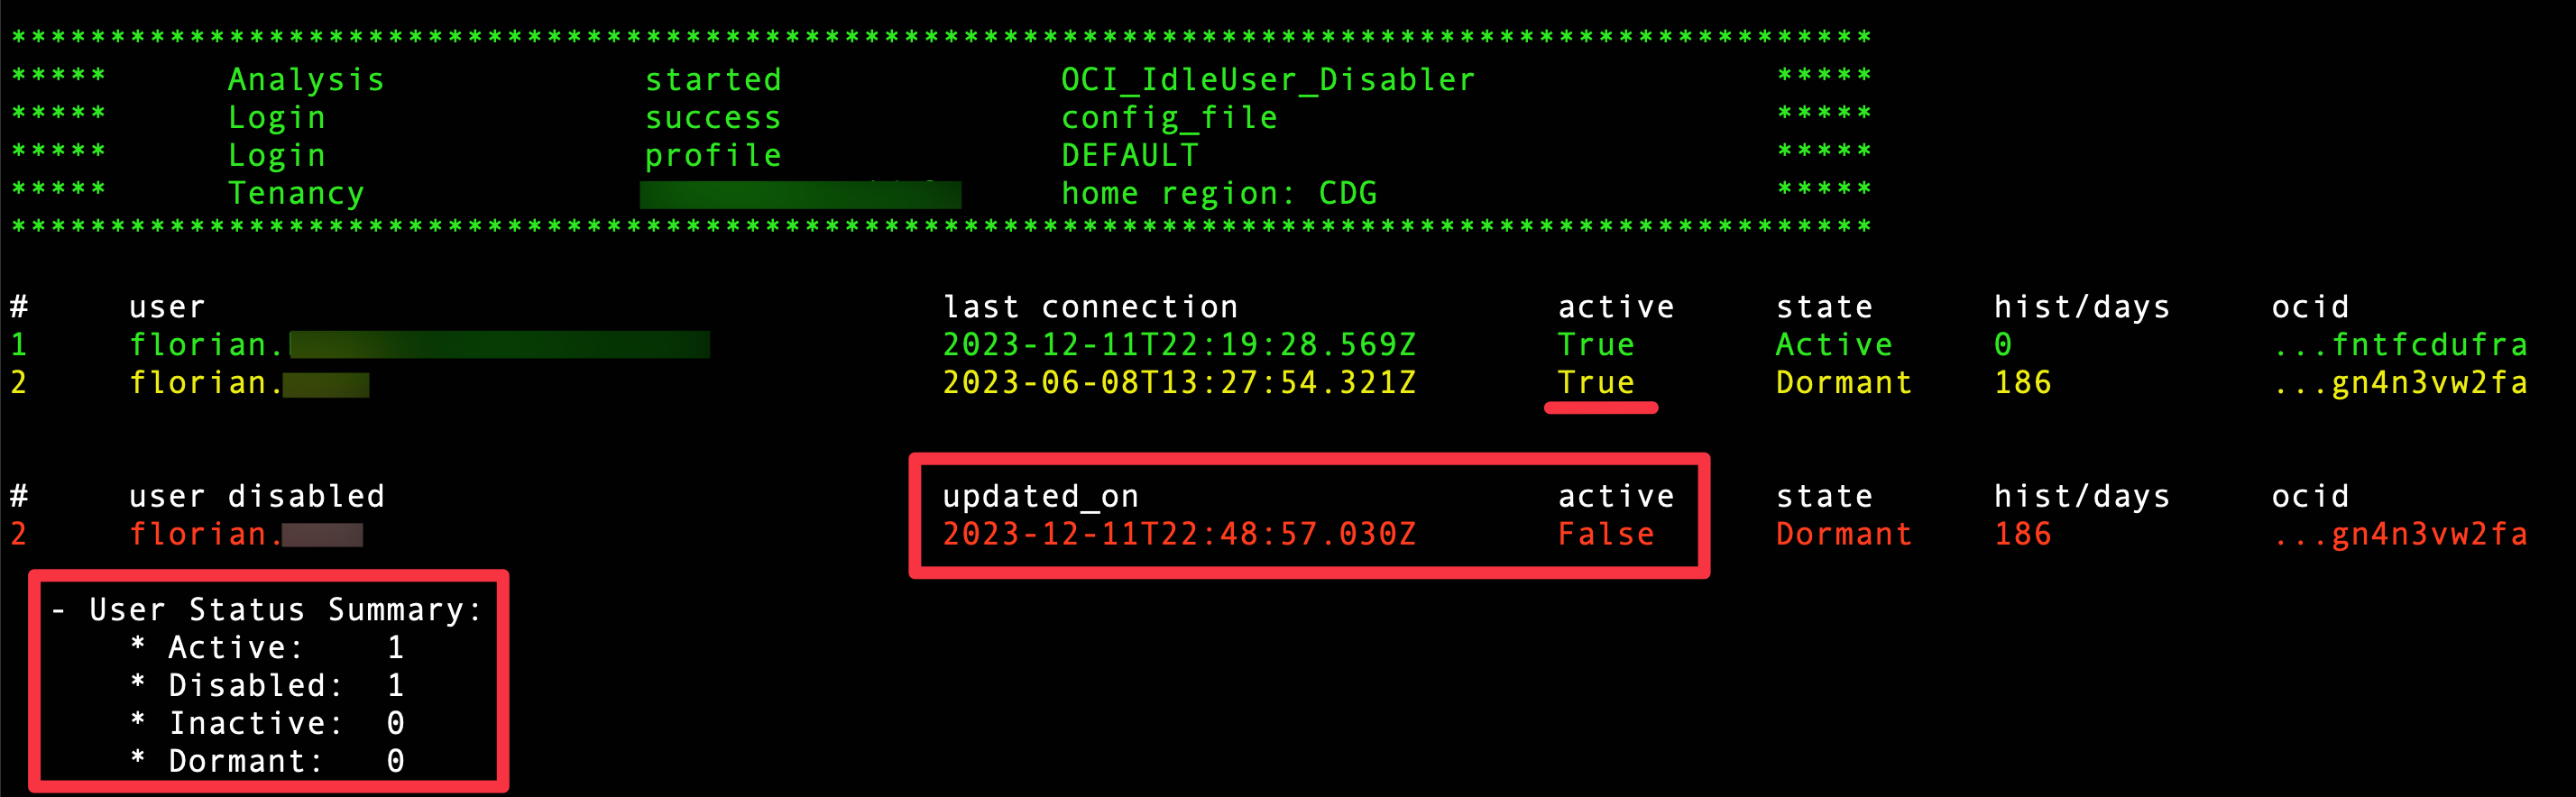 **********************************************************************************************
***** Analysis started OCI_IdleUser_Disabler *****
***** Login success config_file *****
***** Login profile DEFAULT *****
***** Tenancy home region: CDG *****
**********************************************************************************************
# user last connection active state hist/days ocid
1 florian. 2023-12-11T22:19:28.569Z True Active 0 ...fntfcdufra
2 florian. 2023-06-08T13:27:54.321Z True Dormant 186 ...gn4n3vw2fa
# user disabled updated_on active state hist/days ocid
2 florian. 2023-12-11T22:48:57.030Z False Dormant 186 ...gn4n3vw2fa
- User Status Summary:
* Active: 1
* Disabled: 1
* Inactive: 0
* Dormant: 0